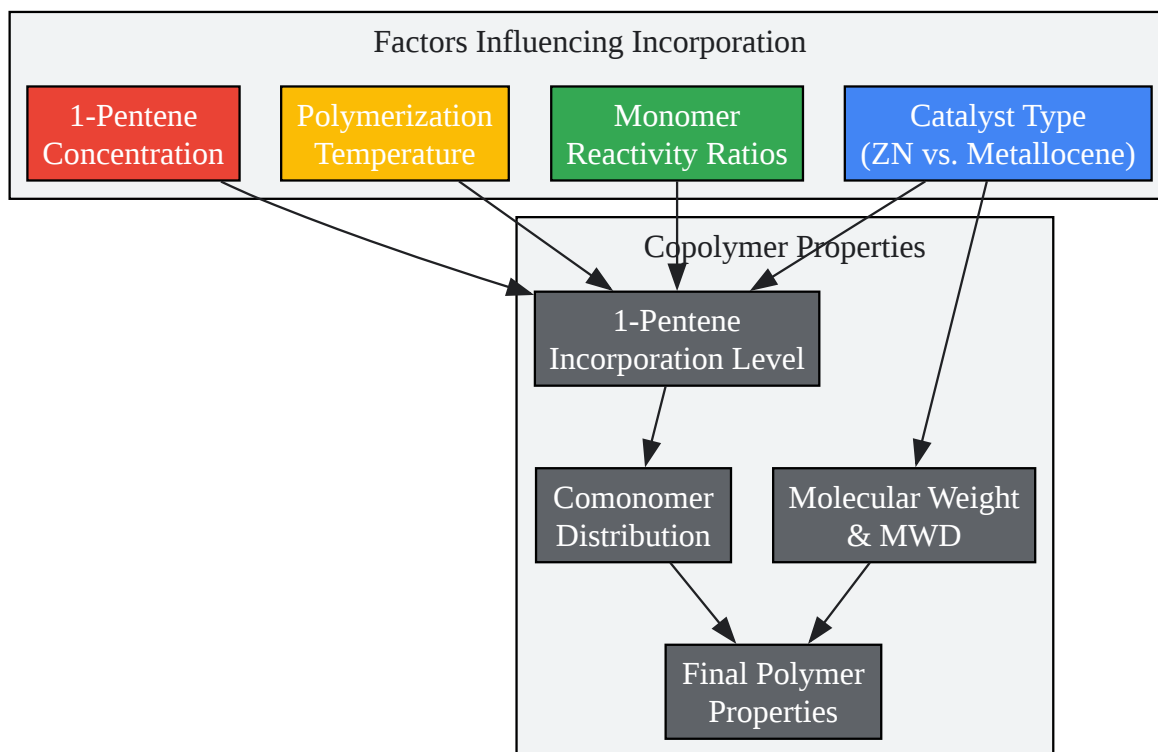 Factors Influencing Incorporation
1-Pentene
Concentration
Polymerization
Temperature
Monomer
Reactivity Ratios
Catalyst Type
(ZN vs. Metallocene)
Copolymer Properties
1-Pentene
Incorporation Level
Comonomer
Distribution
Molecular Weight
& MWD
Final Polymer
Properties